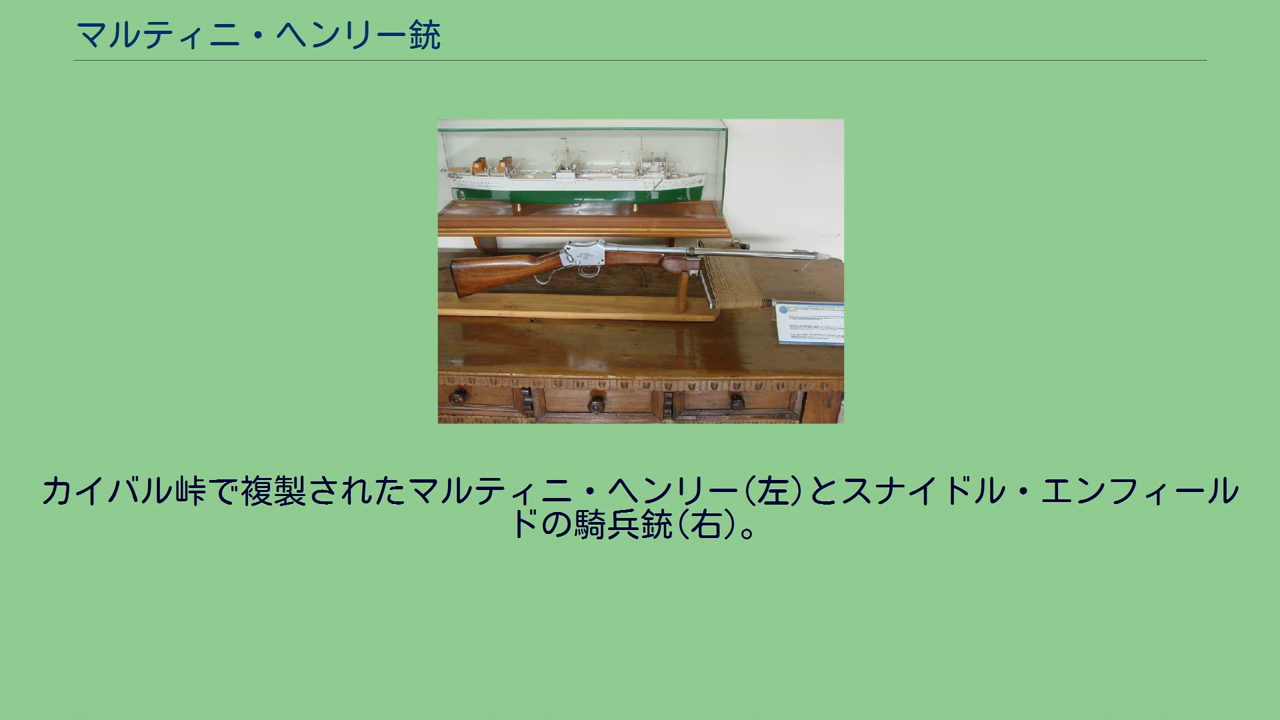 マルティニ・ヘンリー銃
カイバル峠で複製されたマルティニ・ヘンリー(左)とスナイドル・エンフィール
ドの騎兵銃(右)。